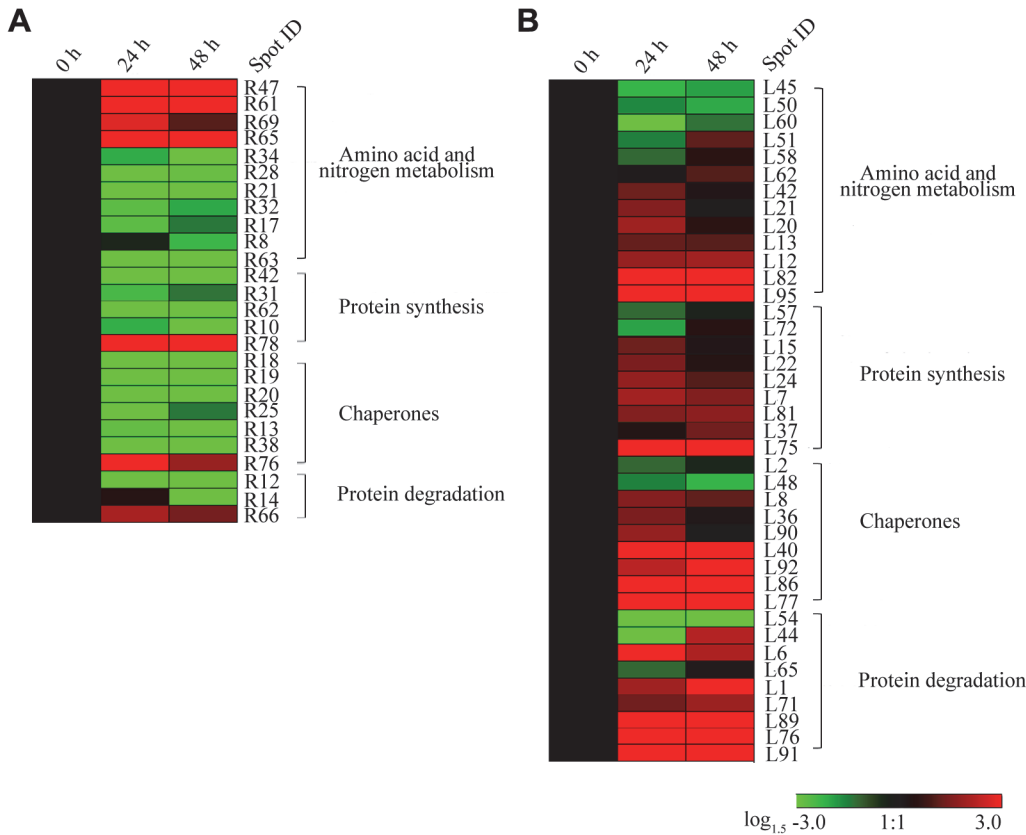 A
0 h
24 h
48 h
Spot ID
R47
R61
R69
R65
R34
R28
R21
R32
R17
R8
R63
R42
R31
R62
R10
R78
R18
R19
R20
R25
R13
R38
R76
R12
R14
R66
Amino acid and
nitrogen metabolism
Protein synthesis
Chaperones
Protein degradation
B
0 h
24 h
48 h
Spot ID
L45
L50
L60
L51
L58
L62
L42
L21
L20
L13
L12
L82
L95
L57
L72
L15
L22
L24
L7
L81
L37
L75
L2
L48
L8
L36
L90
L40
L92
L86
L77
L54
L44
L6
L65
L1
L71
L89
L76
L91
Amino acid and
nitrogen metabolism
Protein synthesis
Chaperones
Protein degradation
log1.5 -3.0 1:1 3.0